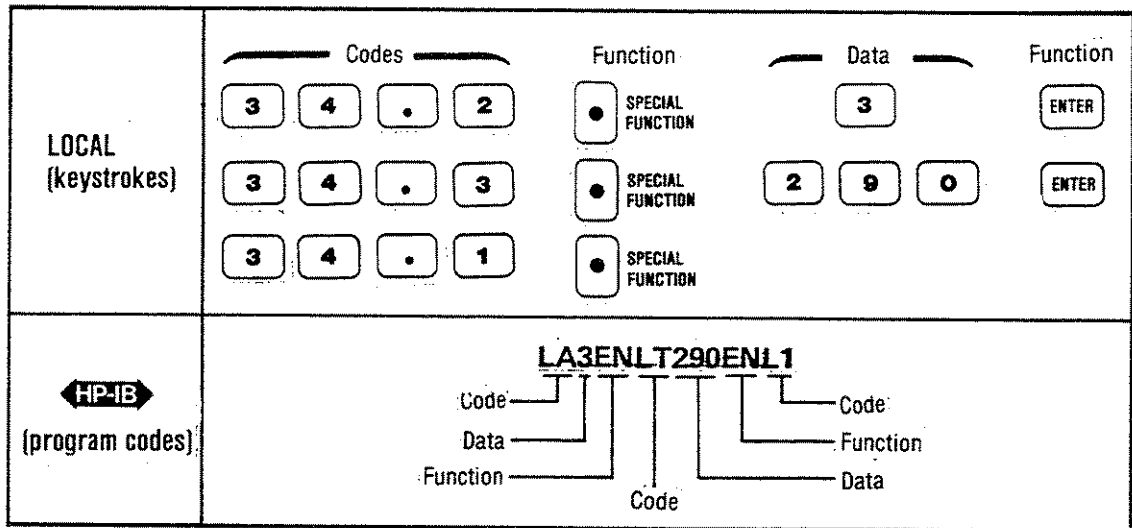 Codes Function Data Function
3 4 . 2 SPECIAL FUNCTION 3 ENTER
LOCAL (keystrokes)
3 4 . 3 SPECIAL FUNCTION 2 9 0 ENTER
3 4 . 1 SPECIAL FUNCTION
HP-IB
(program codes)
LA3ENLT290ENL1
Code Code
Data Function
Function Data
Code